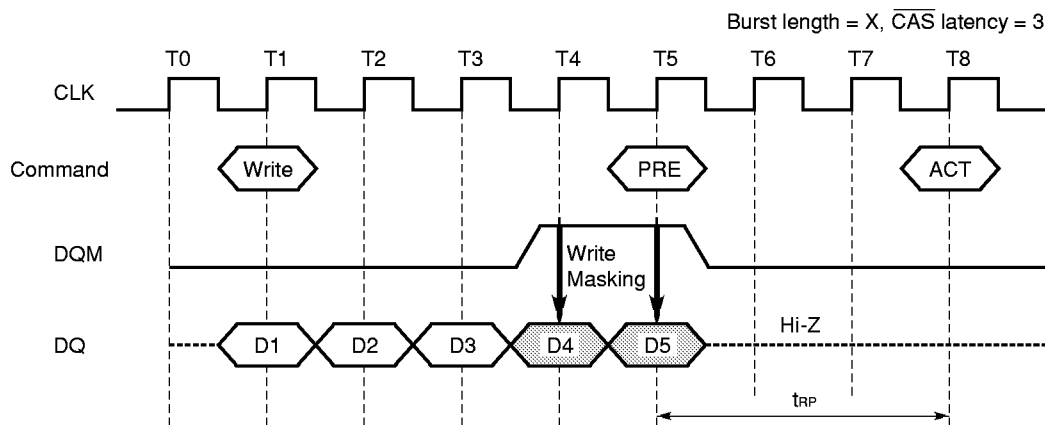 Burst length = X, CAS latency = 3
T0 T1 T2 T3 T4 T5 T6 T7 T8
CLK
Command Write PRE ACT
DQM Write
Masking
DQ D1 D2 D3 D4 D5 Hi-Z
tRP